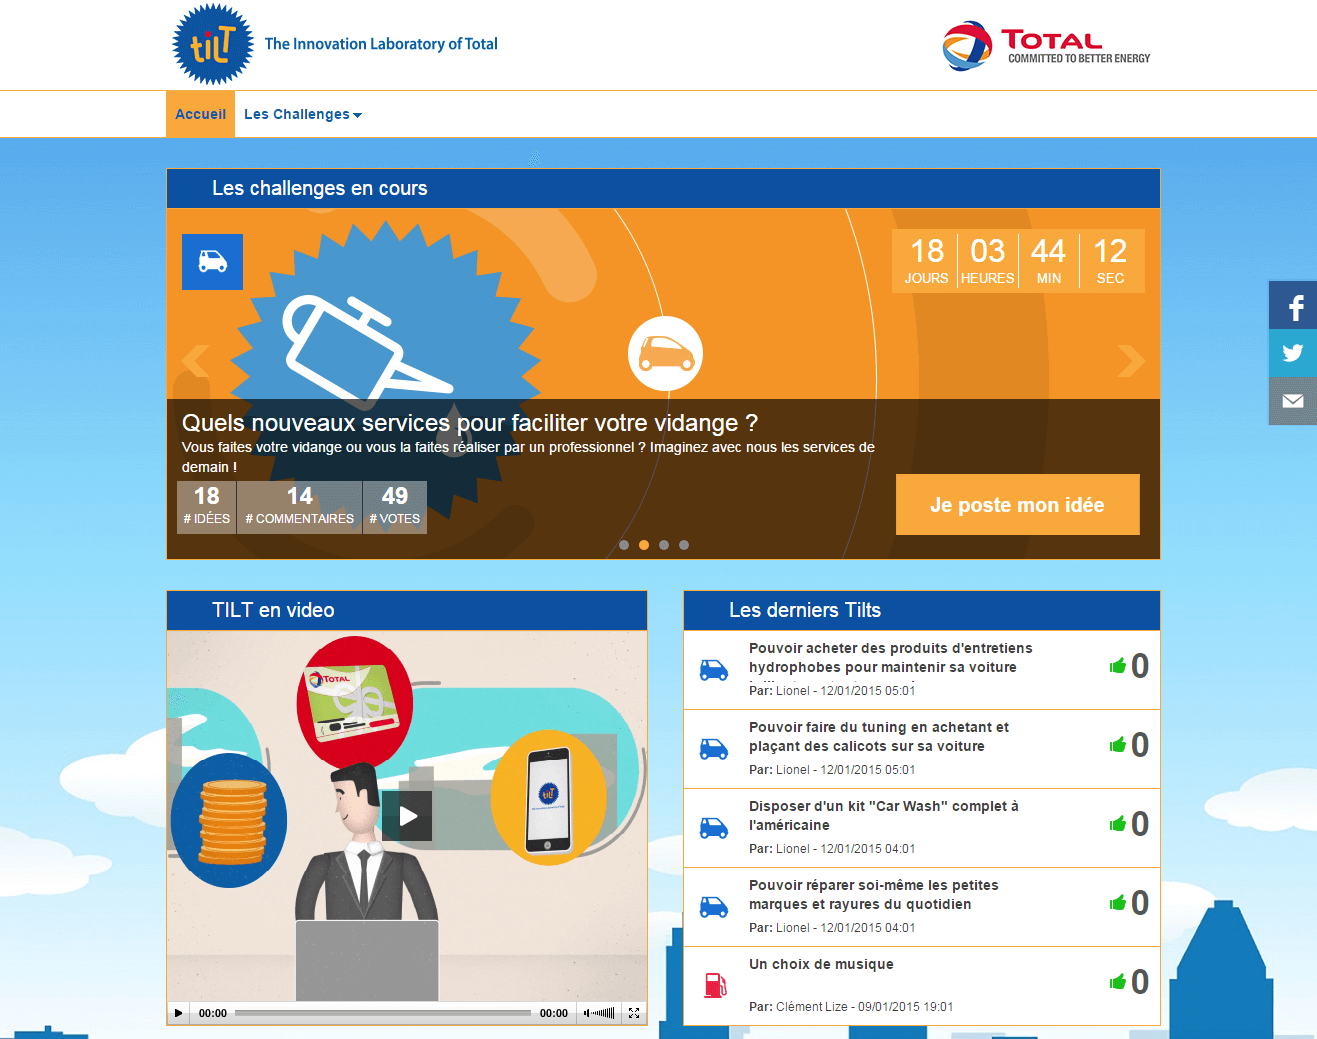 tiLT
The Innovation Laboratory of Total
TOTAL
COMMITTED TO BETTER ENERGY
Accueil
Les Challenges
Les challenges en cours
18 03 44 12
JOURS HEURES MIN SEC
Quels nouveaux services pour faciliter votre vidange ?
Vous faites votre vidange ou vous la faites réaliser par un professionnel ? Imaginez avec nous les services de
demain !
18 14 49
# IDÉES # COMMENTAIRES # VOTES
Je poste mon idée
TILT en video
TOTAL
tiLT
00:00 00:00
Les derniers Tilts
Pouvoir acheter des produits d'entretiens
hydrophobes pour maintenir sa voiture
Par: Lionel - 12/01/2015 05:01
0
Pouvoir faire du tuning en achetant et
plaçant des calicots sur sa voiture
Par: Lionel - 12/01/2015 05:01
0
Disposer d'un kit "Car Wash" complet à
l'américaine
Par: Lionel - 12/01/2015 04:01
0
Pouvoir réparer soi-même les petites
marques et rayures du quotidien
Par: Lionel - 12/01/2015 04:01
0
Un choix de musique
Par: Clément Lize - 09/01/2015 19:01
0